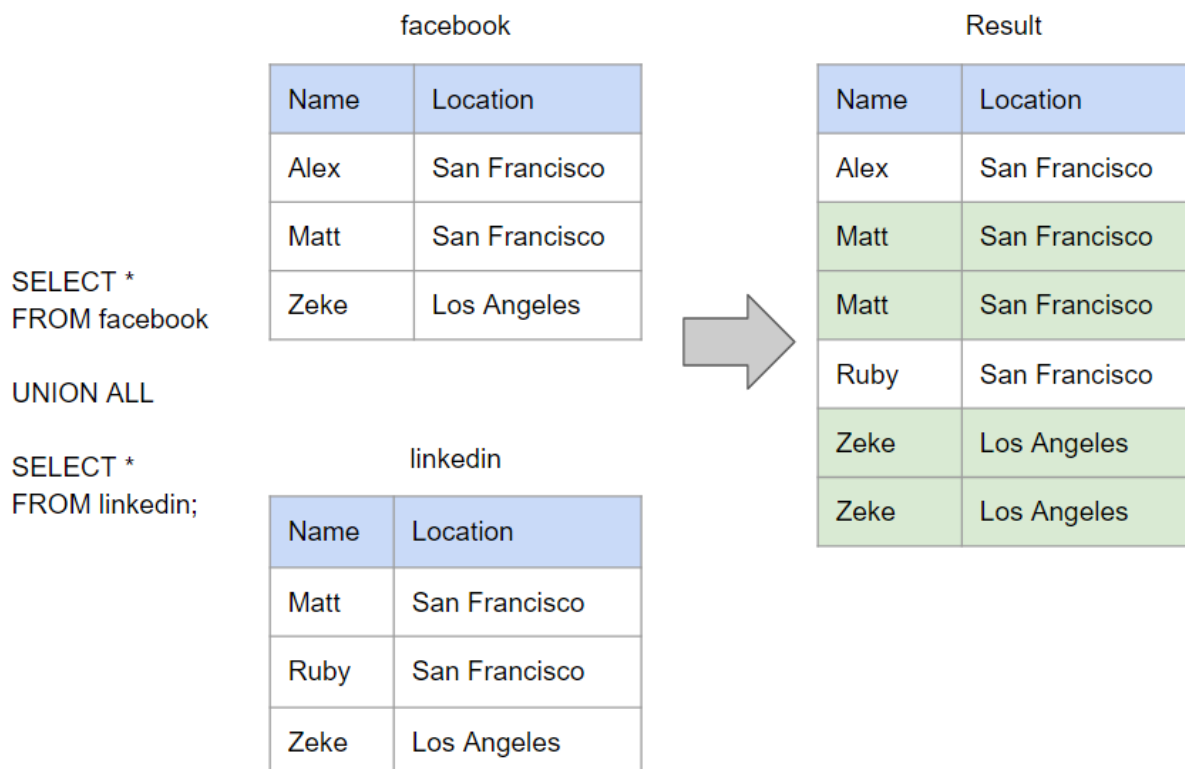 SELECT *
FROM facebook
UNION ALL
SELECT *
FROM linkedin;
facebook
Name Location
Alex San Francisco
Matt San Francisco
Zeke Los Angeles
linkedin
Name Location
Matt San Francisco
Ruby San Francisco
Zeke Los Angeles
Result
Name Location
Alex San Francisco
Matt San Francisco
Matt San Francisco
Ruby San Francisco
Zeke Los Angeles
Zeke Los Angeles